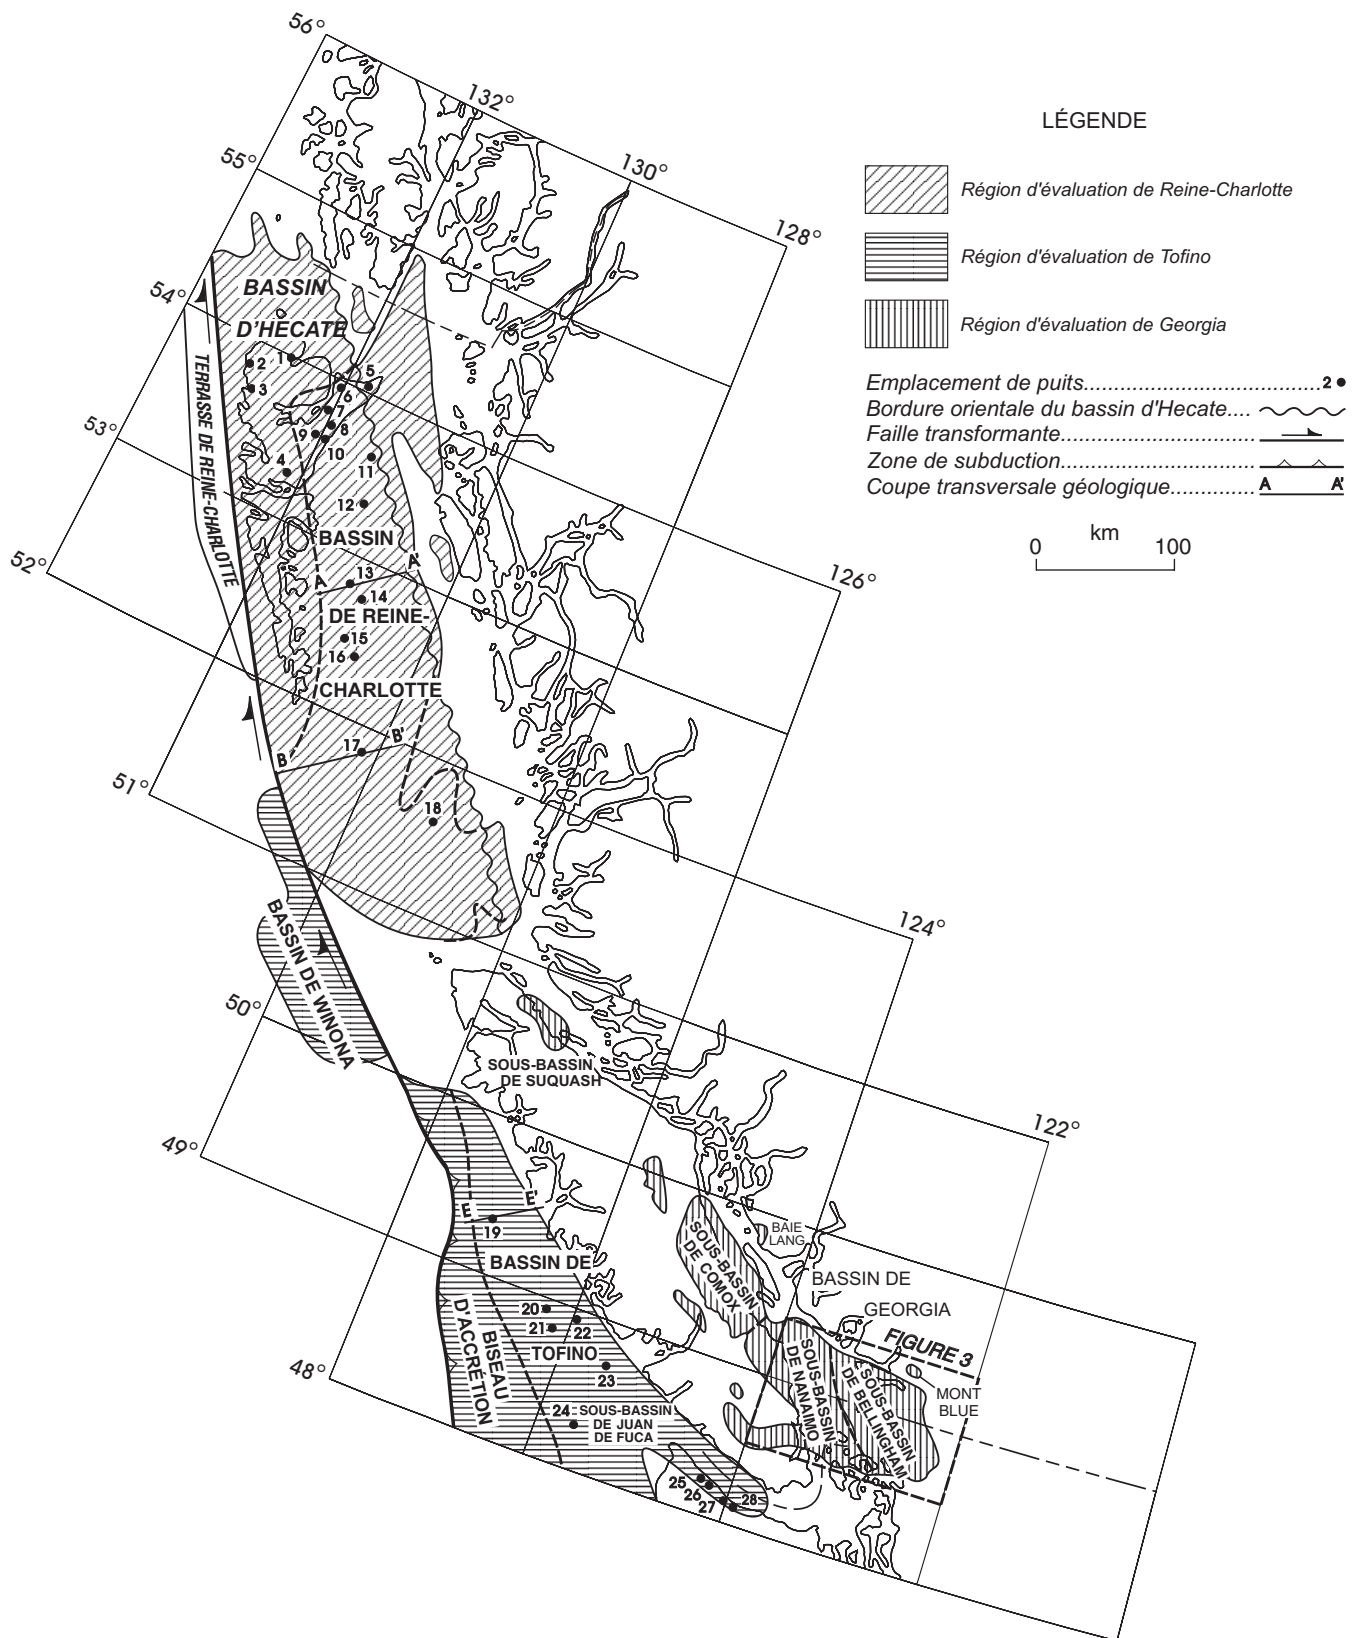 56°
132°
130°
128°
55°
54°
53°
52°
126°
51°
124°
50°
122°
49°
48°
LÉGENDE
Région d'évaluation de Reine-Charlotte
Région d'évaluation de Tofino
Région d'évaluation de Georgia
Emplacement de puits......................................2
Bordure orientale du bassin d'Hecate....
Faille transformante.............................
Zone de subduction.............................
Coupe transversale géologique............. A A'
km
0 100
BASSIN
D'HECATE
TERRASSE DE REINE-CHARLOTTE
1
2
3
5
6
7
8
9
10
4
11
12
BASSIN
A A'
13
14
DE REINE-
15
16
CHARLOTTE
B B'
17
18
BASSIN DE WINONA
SOUS-BASSIN
DE SUQUASH
E E'
19
BASSIN DE
20
21
22
TOFINO
23
BISEAU
D'ACCRÉTION
24
SOUS-BASSIN
DE JUAN
DE FUCA
25
26
27
28
SOUS-BASSIN
DE COMOX
BAIE
LANG
BASSIN DE
GEORGIA
FIGURE 3
SOUS-BASSIN
DE NANAIMO
SOUS-BASSIN
DE BELLINGHAM
MONT
BLUE